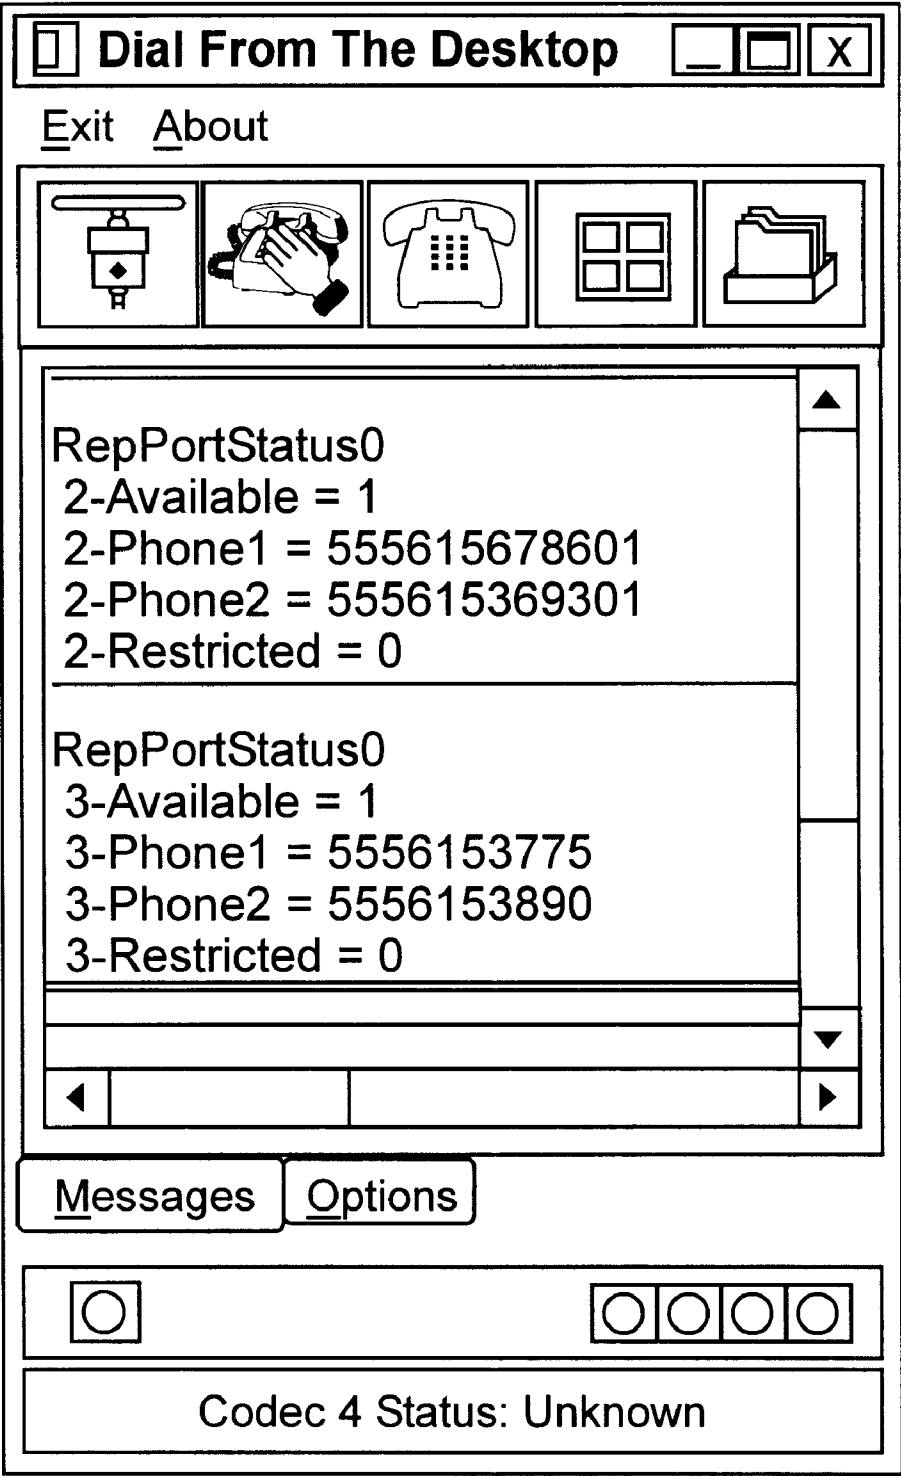 Dial From The Desktop
X
Exit About
RepPortStatus0
2-Available = 1
2-Phone1 = 555615678601
2-Phone2 = 555615369301
2-Restricted = 0
RepPortStatus0
3-Available = 1
3-Phone1 = 5556153775
3-Phone2 = 5556153890
3-Restricted = 0
Messages Options
Codec 4 Status: Unknown